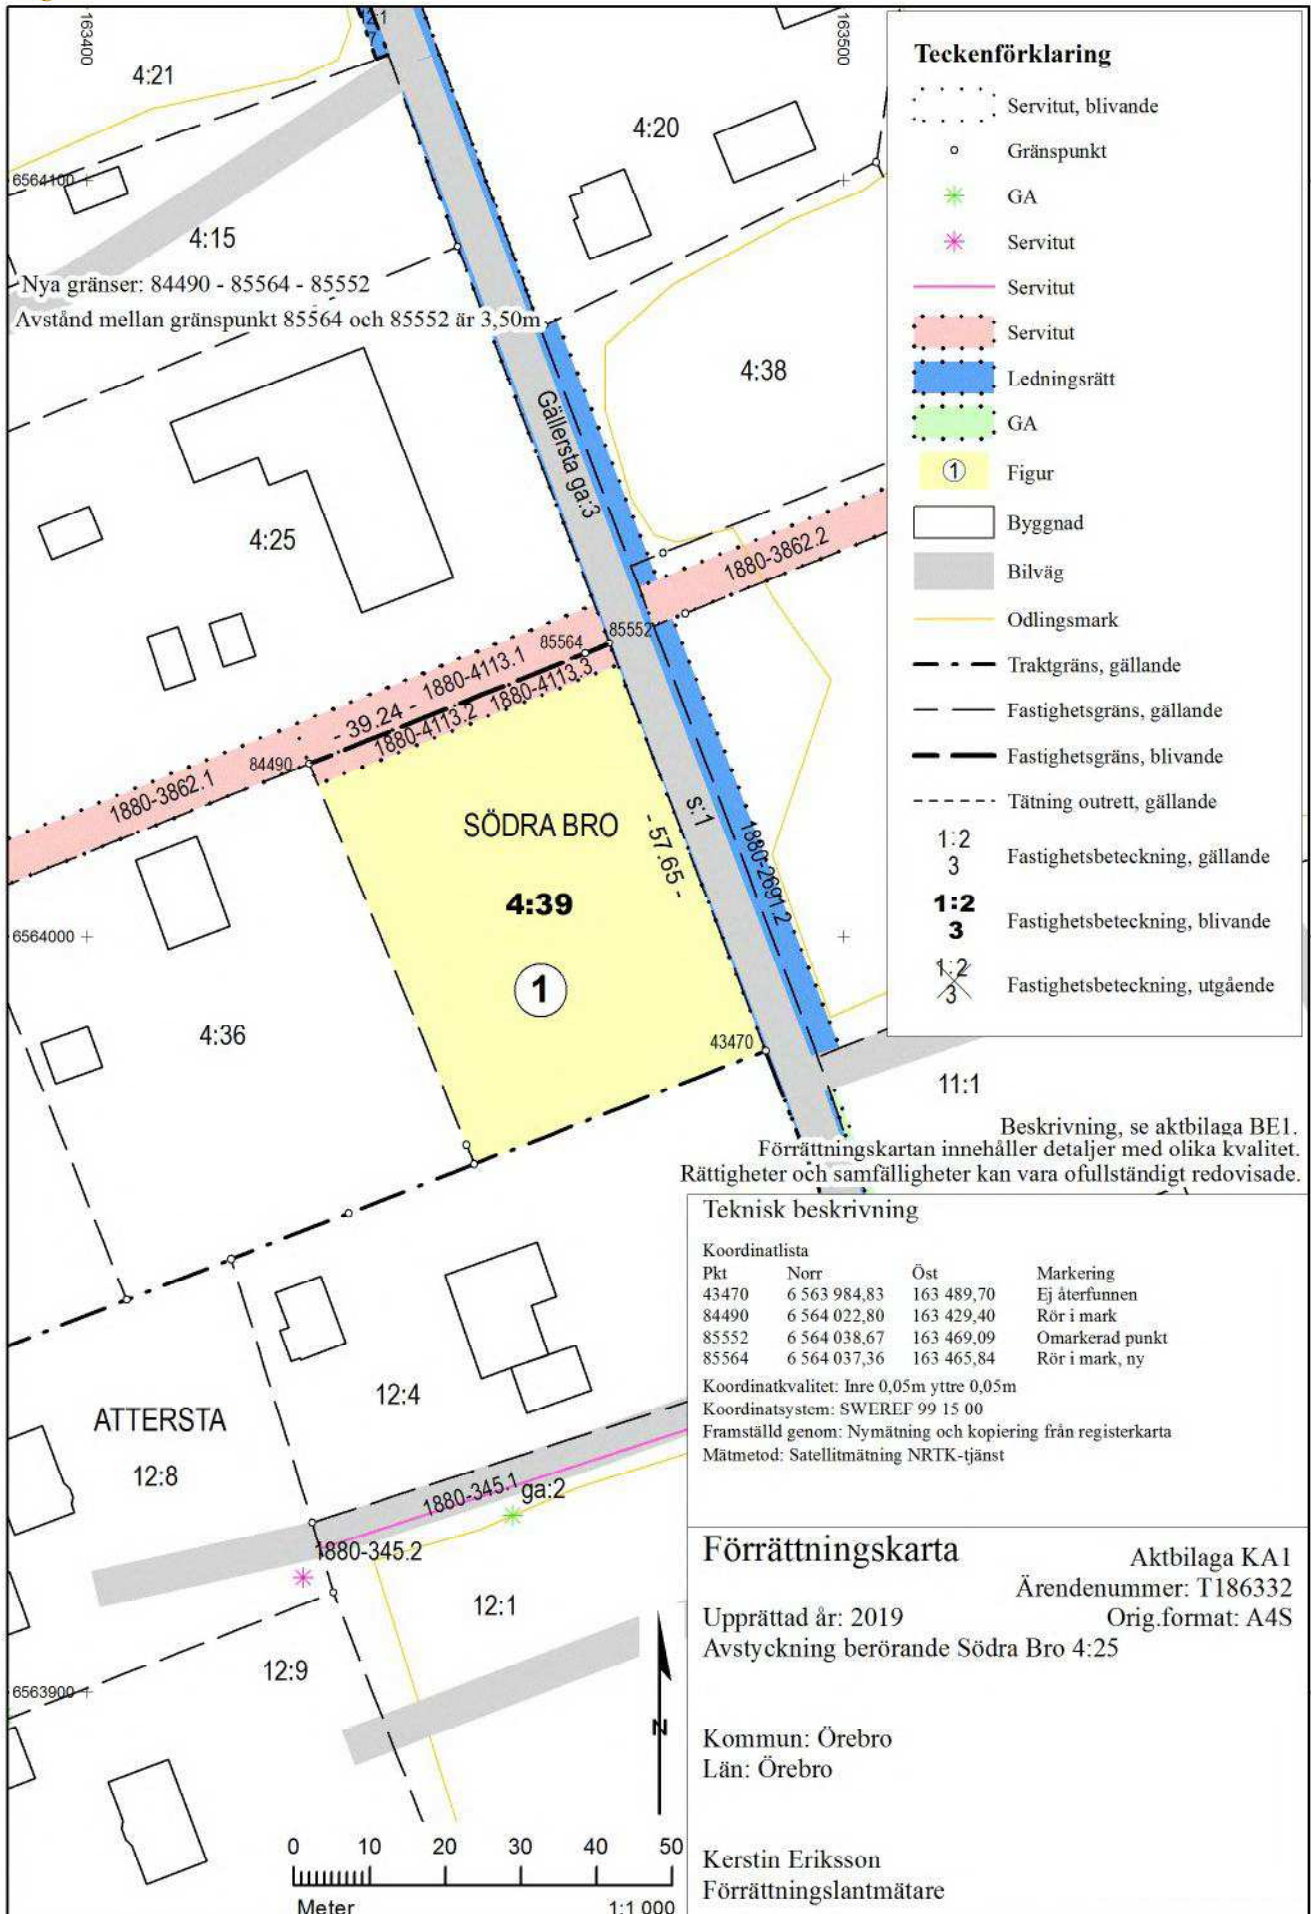 163400
163500
12:1
7
4:21
4:20
6564100
4:15
Nya gränser: 84490 - 85564 - 85552
Avstånd mellan gränspunkt 85564 och 85552 är 3,50m
4:38
Gällersta ga:3
4:25
1880-3862.2
85564
85552
1880-4113.1
1880-4113.3
- 39.24 -
1880-4113.2
84490
1880-3862.1
SÖDRA BRO
s:1
- 57.65 -
1880-2691.2
4:39
6564000
1
4:36
43470
11:1
Teckenförklaring
Servitut, blivande
Gränspunkt
GA
Servitut
Servitut
Servitut
Ledningsrätt
GA
1 Figur
Byggnad
Bilväg
Odlingsmark
Traktgräns, gällande
Fastighetsgräns, gällande
Fastighetsgräns, blivande
Tätning outrett, gällande
1:2
3 Fastighetsbeteckning, gällande
1:2
3 Fastighetsbeteckning, blivande
1:2
3 Fastighetsbeteckning, utgående
Beskrivning, se aktbilaga BE1.
Förrättningskartan innehåller detaljer med olika kvalitet.
Rättigheter och samfälligheter kan vara ofullständigt redovisade.
12:4
ATTERSTA
12:8
1880-345.1
ga:2
1880-345.2
12:1
12:9
6563900
N
0 10 20 30 40 50
Meter 1:1 000
Teknisk beskrivning
Koordinatlista
Pkt Norr Öst Markering
43470 6 563 984,83 163 489,70 Ej återfunnen
84490 6 564 022,80 163 429,40 Rör i mark
85552 6 564 038,67 163 469,09 Omarkerad punkt
85564 6 564 037,36 163 465,84 Rör i mark, ny
Koordinatkvalitet: Inre 0,05m yttre 0,05m
Koordinatsystem: SWEREF 99 15 00
Framställd genom: Nymätning och kopiering från registerkarta
Mätmetod: Satellitmätning NRTK-tjänst
Förrättningskarta
Aktbilaga KA1
Ärendenummer: T186332
Upprättad år: 2019 Orig.format: A4S
Avstyckning berörande Södra Bro 4:25
Kommun: Örebro
Län: Örebro
Kerstin Eriksson
Förrättningslantmätare